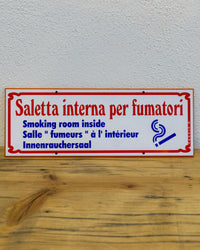 Saletta interna per fumatori
Smoking room inside
Salle " fumeurs " à l' intérieur
Innenrauchersaal